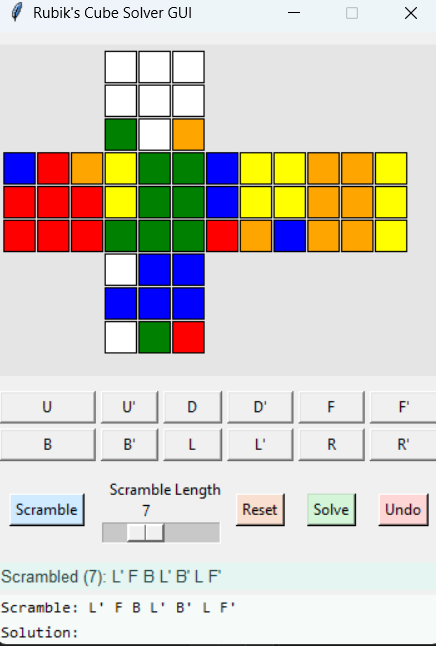 Rubik's Cube Solver GUI
U U' D D' F F'
B B' L L' R R'
Scramble Length
Scramble 7 Reset Solve Undo
Scrambled (7): L' F B L' B' L F'
Scramble: L' F B L' B' L F'
Solution: